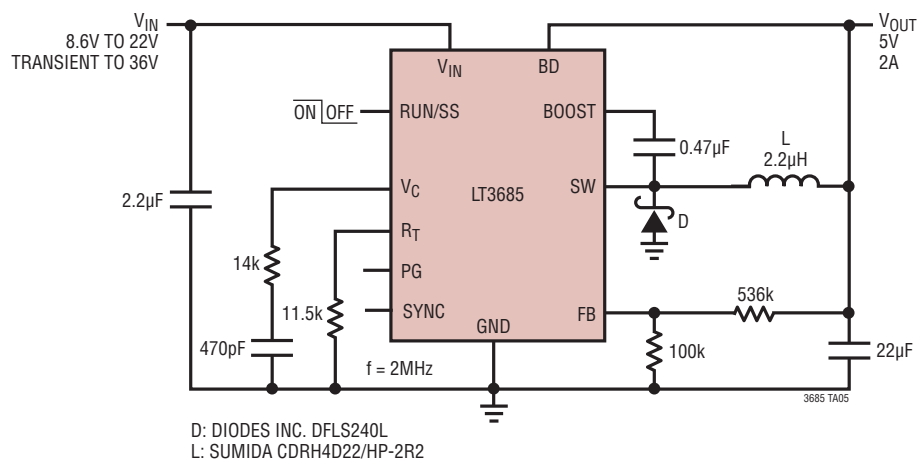 VIN
8.6V TO 22V
TRANSIENT TO 36V
VOUT
5V
2A
VIN
BD
ON OFF
RUN/SS
BOOST
0.47µF
L
2.2µH
VC
LT3685
SW
2.2µF
RT
D
14k
PG
11.5k
SYNC
FB
536k
GND
470pF
f = 2MHz
100k
22µF
3685 TA05
D: DIODES INC. DFLS240L
L: SUMIDA CDRH4D22/HP-2R2